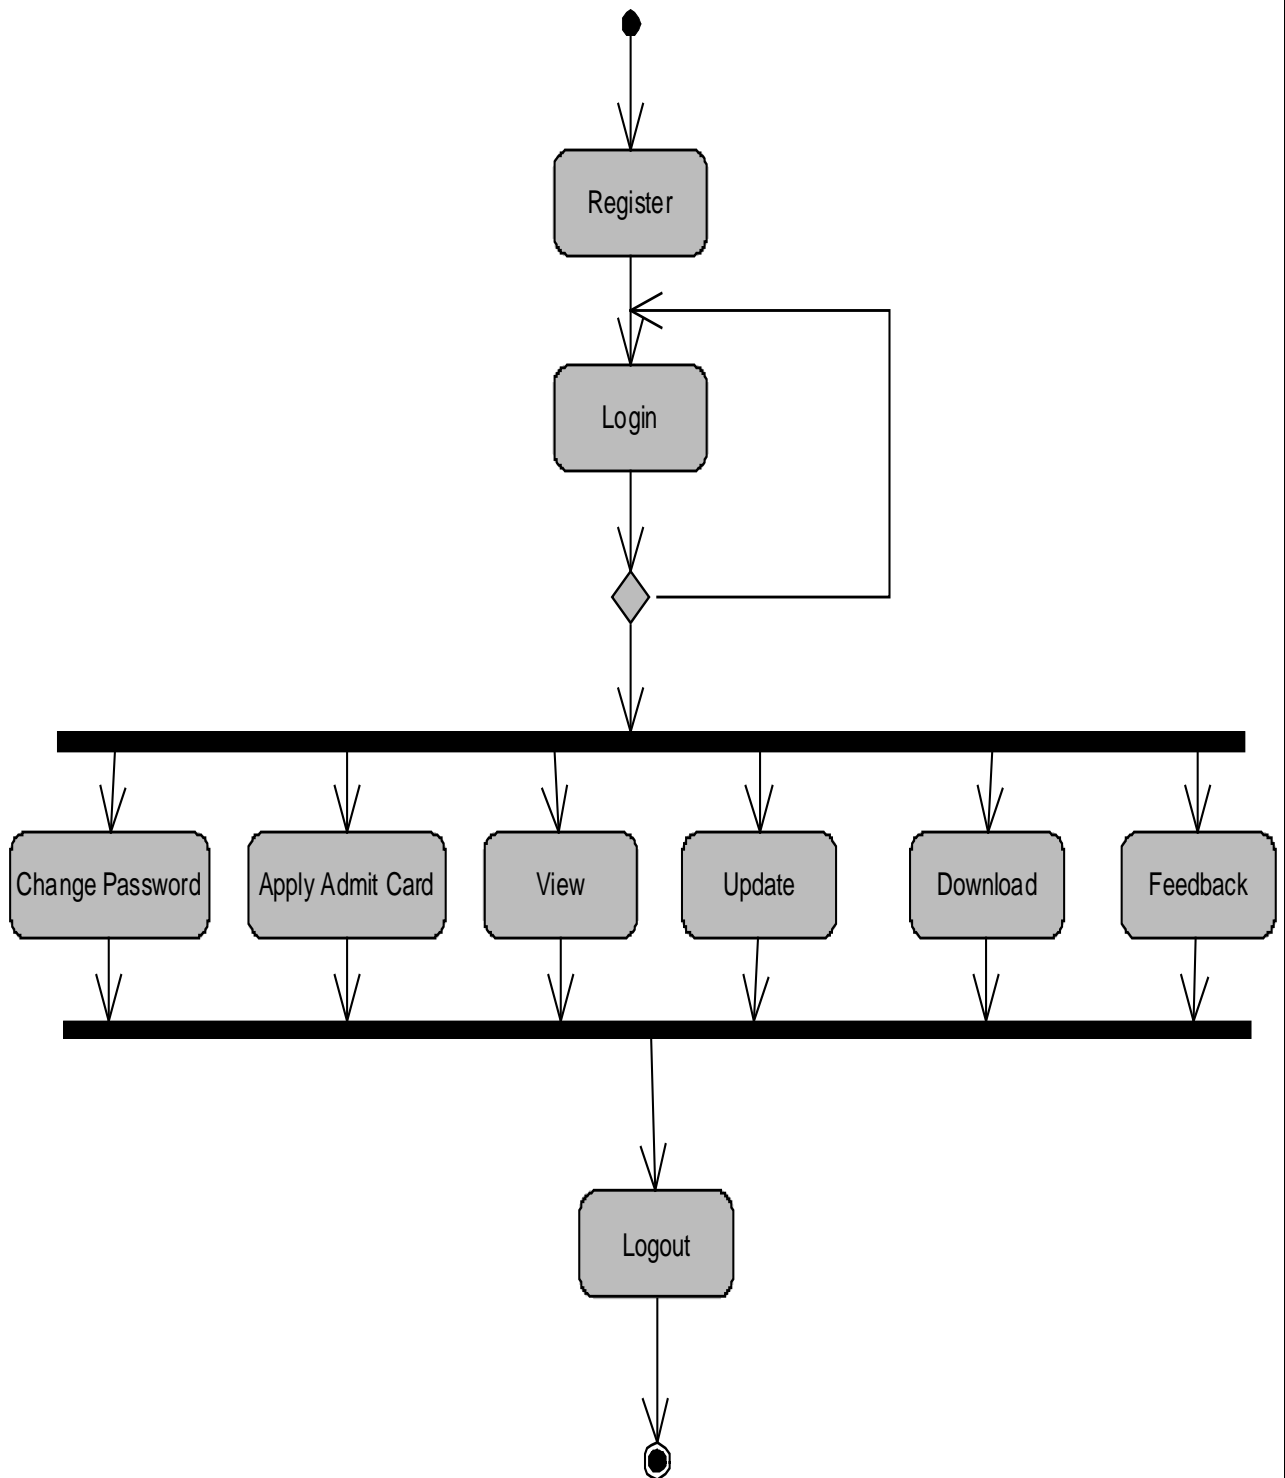 Register
Login
Change Password
Apply Admit Card
View
Update
Download
Feedback
Logout